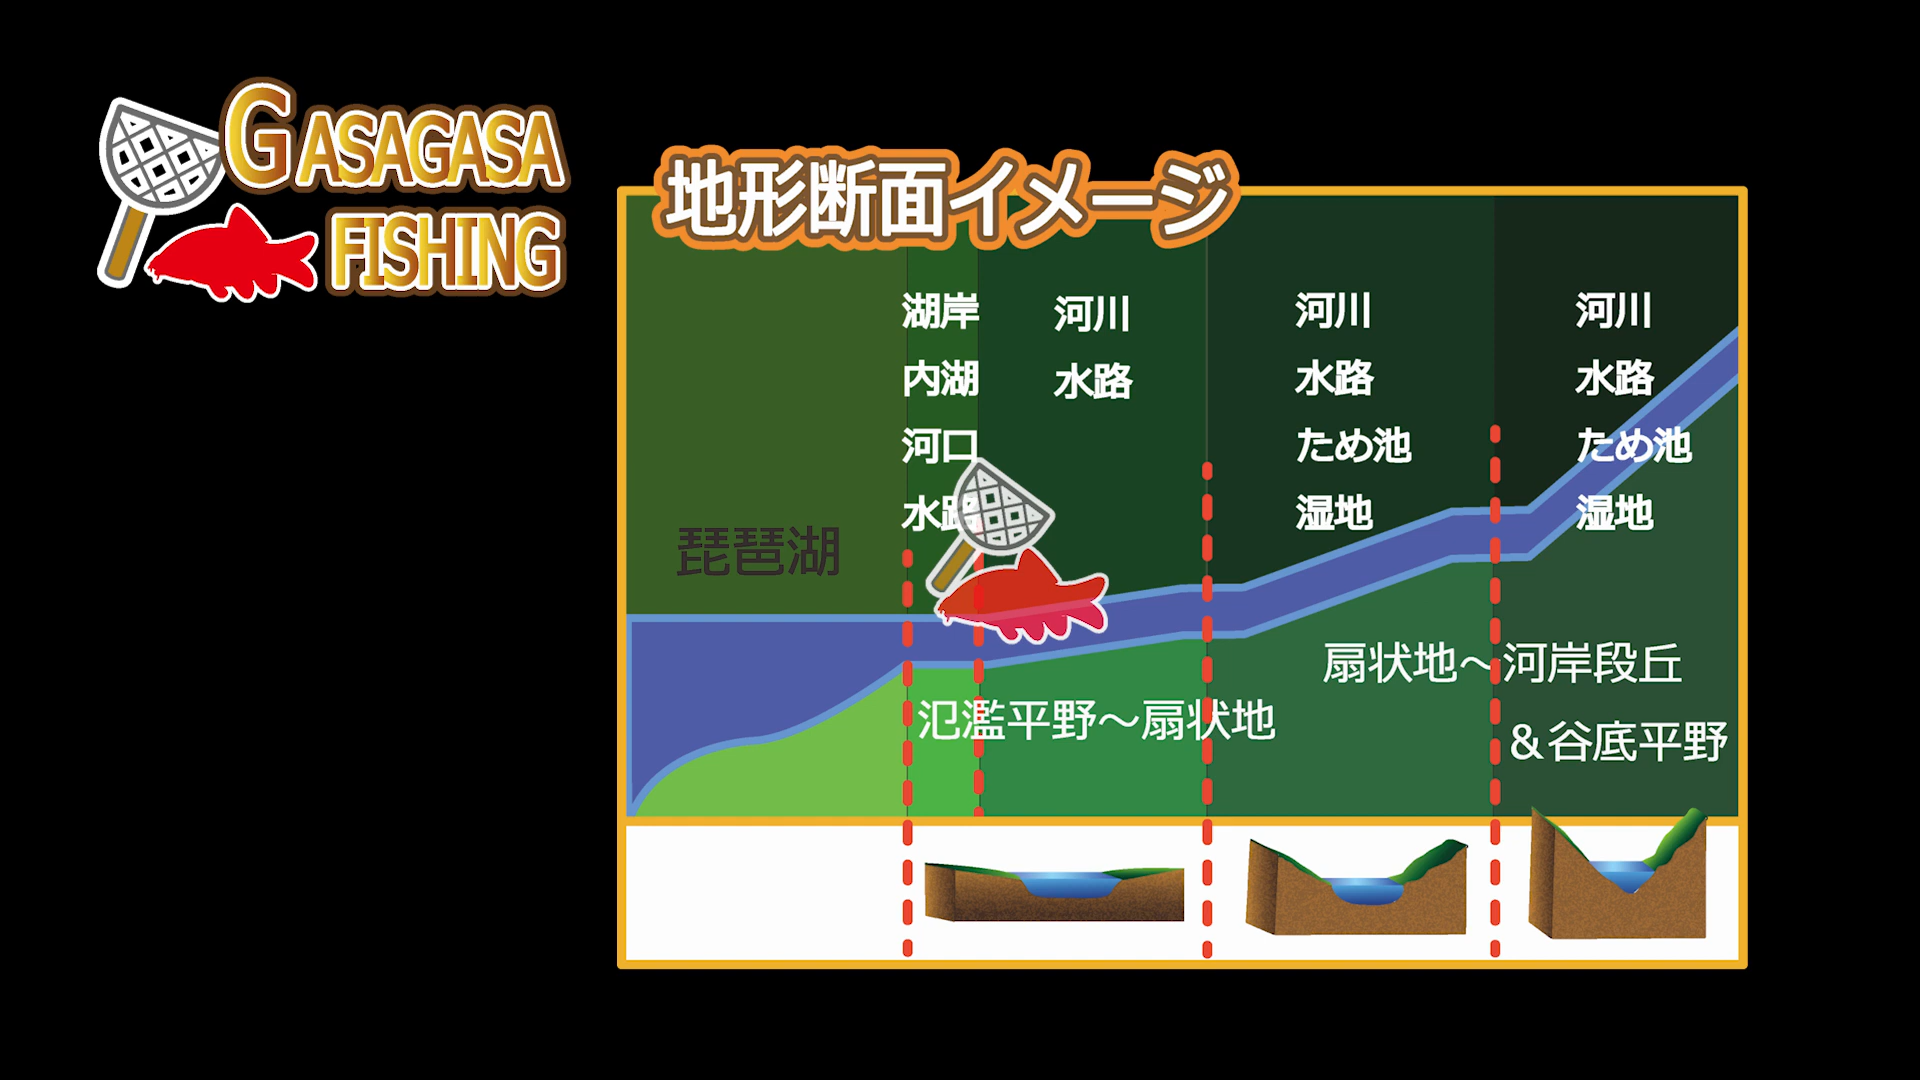 GASAGASA
FISHING
地形断面イメージ
湖岸
内湖
河口
水路
河川
水路
河川
水路
ため池
湿地
河川
水路
ため池
湿地
琵琶湖
氾濫平野～扇状地
扇状地～河岸段丘
＆谷底平野